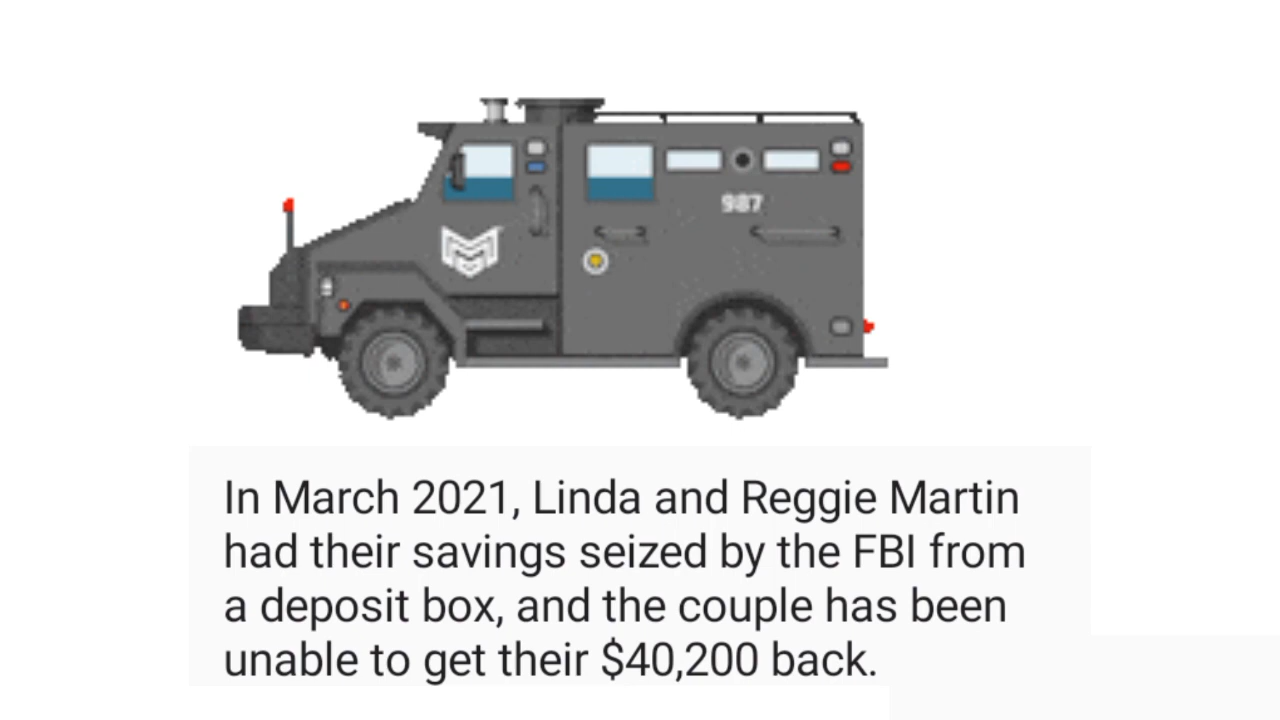 987
In March 2021, Linda and Reggie Martin
had their savings seized by the FBI from
a deposit box, and the couple has been
unable to get their $40,200 back.